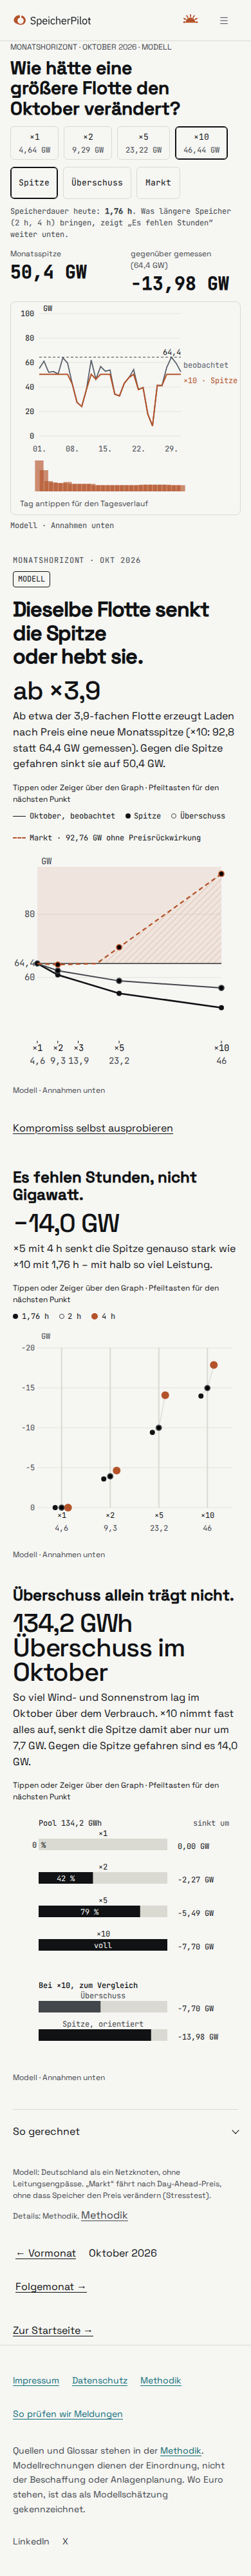 SpeicherPilot
MONATSHORIZONT · OKTOBER 2026 · MODELL
Wie hätte eine
größere Flotte den
Oktober verändert?
×1 ×2 ×5 ×10
4,64 GW 9,29 GW 23,22 GW 46,44 GW
Spitze Überschuss Markt
Speicherdauer heute: 1,76 h. Was längere Speicher
(2 h, 4 h) bringen, zeigt „Es fehlen Stunden“
weiter unten.
Monatsspitze
50,4 GW
gegenüber gemessen
(64,4 GW)
−13,98 GW
GW
100
80
60
40
20
0
64,4
beobachtet
×10 · Spitze
01. 08. 15. 22. 29.
Tag antippen für den Tagesverlauf
Modell · Annahmen unten
MONATSHORIZONT · OKT 2026
MODELL
Dieselbe Flotte senkt
die Spitze
oder hebt sie.
ab ×3,9
Ab etwa der 3,9-fachen Flotte erzeugt Laden
nach Preis eine neue Monatsspitze (×10: 92,8
statt 64,4 GW gemessen). Gegen die Spitze
gefahren sinkt sie auf 50,4 GW.
Tippen oder Zeiger über den Graph · Pfeiltasten für den
nächsten Punkt
Oktober, beobachtet Spitze Überschuss
Markt · 92,76 GW ohne Preisrückwirkung
GW
80
64,4
60
×1 ×2 ×3 ×5 ×10
4,6 9,3 13,9 23,2 46
Modell · Annahmen unten
Kompromiss selbst ausprobieren
Es fehlen Stunden, nicht
Gigawatt.
−14,0 GW
×5 mit 4 h senkt die Spitze genauso stark wie
×10 mit 1,76 h – mit halb so viel Leistung.
Tippen oder Zeiger über den Graph · Pfeiltasten für den
nächsten Punkt
1,76 h 2 h 4 h
GW
-20
-15
-10
-5
0
×1 ×2 ×5 ×10
4,6 9,3 23,2 46
Modell · Annahmen unten
Überschuss allein trägt nicht.
134,2 GWh
Überschuss im
Oktober
So viel Wind- und Sonnenstrom lag im
Oktober über dem Verbrauch. ×10 nimmt fast
alles auf, senkt die Spitze damit aber nur um
7,7 GW. Gegen die Spitze gefahren sind es 14,0
GW.
Tippen oder Zeiger über den Graph · Pfeiltasten für den
nächsten Punkt
Pool 134,2 GWh sinkt um
×1
0 % 0,00 GW
×2
42 % -2,27 GW
×5
79 % -5,49 GW
×10
voll -7,70 GW
Bei ×10, zum Vergleich
Überschuss
-7,70 GW
Spitze, orientiert
-13,98 GW
Modell · Annahmen unten
So gerechnet
Modell: Deutschland als ein Netzknoten, ohne
Leitungsengpässe. „Markt“ fährt nach Day-Ahead-Preis,
ohne dass Speicher den Preis verändern (Stresstest).
Details: Methodik. Methodik
← Vormonat Oktober 2026
Folgemonat →
Zur Startseite →
Impressum Datenschutz Methodik
So prüfen wir Meldungen
Quellen und Glossar stehen in der Methodik.
Modellrechnungen dienen der Einordnung, nicht
der Beschaffung oder Anlagenplanung. Wo Euro
stehen, ist das als Modellschätzung
gekennzeichnet.
LinkedIn X